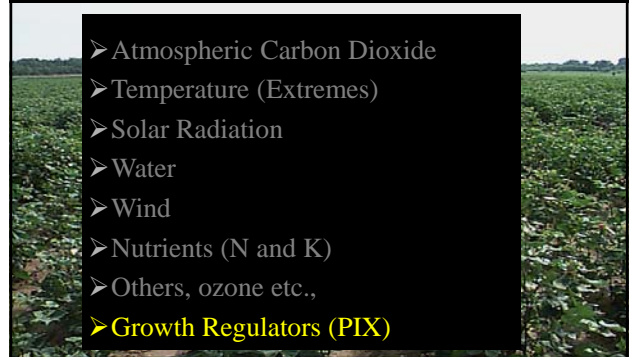 ➢Atmospheric Carbon Dioxide
➢Temperature (Extremes)
➢Solar Radiation
➢Water
➢Wind
➢Nutrients (N and K)
➢Others, ozone etc.,
➢Growth Regulators (PIX)